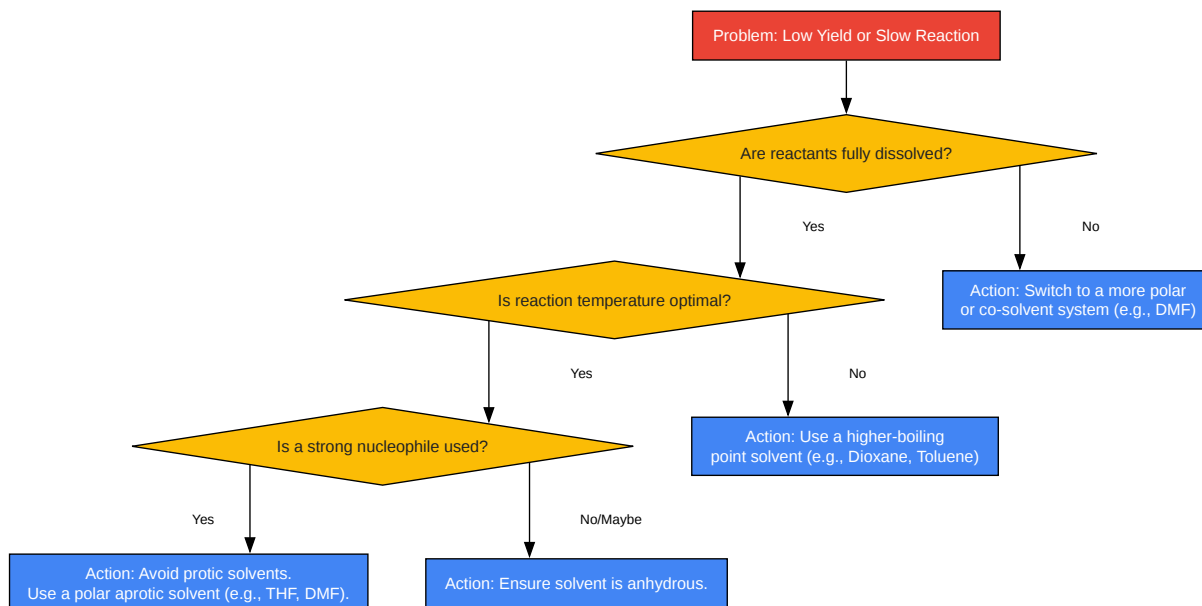 Problem: Low Yield or Slow Reaction
Are reactants fully dissolved?
Yes
No
Is reaction temperature optimal?
Action: Switch to a more polar
or co-solvent system (e.g., DMF)
Yes
No
Is a strong nucleophile used?
Action: Use a higher-boiling
point solvent (e.g., Dioxane, Toluene)
Yes
No/Maybe
Action: Avoid protic solvents.
Use a polar aprotic solvent (e.g., THF, DMF).
Action: Ensure solvent is anhydrous.